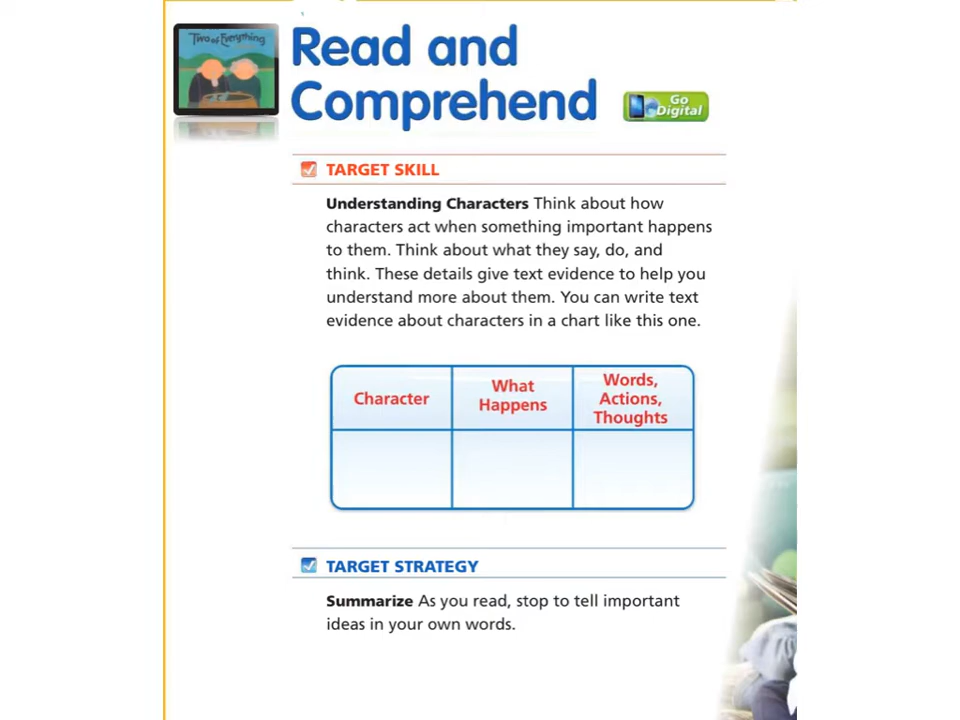 Two of Everything
Read and
Comprehend
Go
Digital
TARGET SKILL
Understanding Characters Think about how
characters act when something important happens
to them. Think about what they say, do, and
think. These details give text evidence to help you
understand more about them. You can write text
evidence about characters in a chart like this one.
Character
What
Happens
Words,
Actions,
Thoughts
TARGET STRATEGY
Summarize As you read, stop to tell important
ideas in your own words.